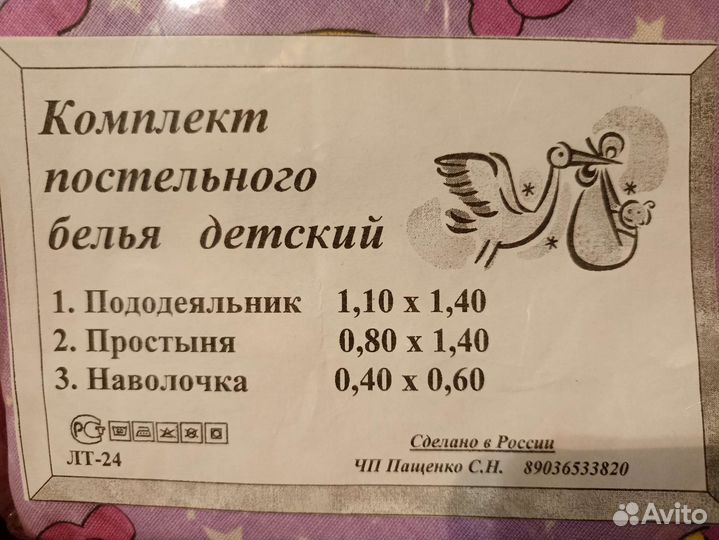 Комплект
постельного
белья детский
1. Пододеяльник 1,10 x 1,40
2. Простыня 0,80 x 1,40
3. Наволочка 0,40 x 0,60
РСТ
ЛТ-24
Сделано в России
ЧП Пащенко С.Н. 89036533820
Avito